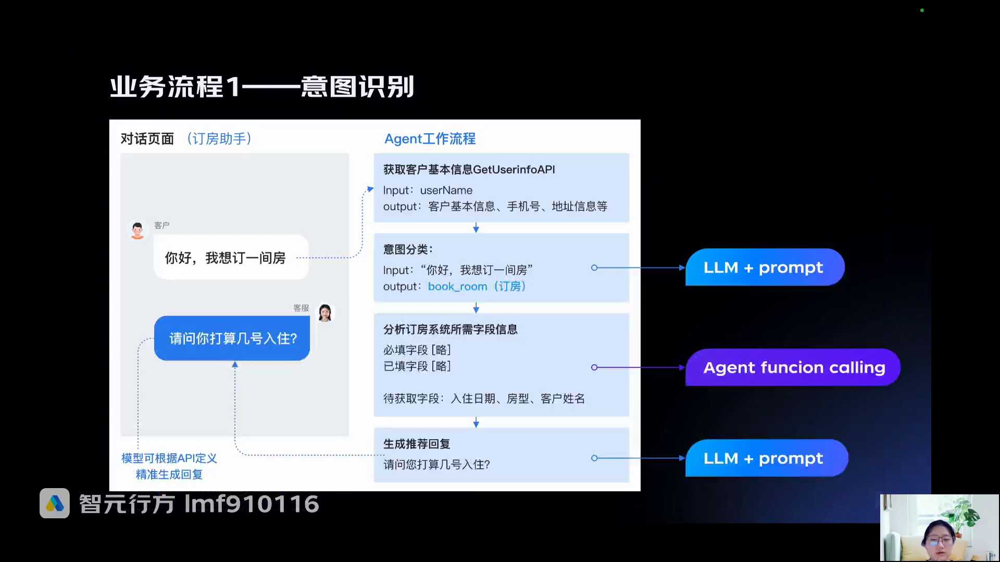 业务流程1——意图识别
对话页面 （订房助手）
客户
你好，我想订一间房
客服
请问你打算几号入住?
模型可根据API定义
精准生成回复
Agent工作流程
获取客户基本信息GetUserinfoAPI
Input：userName
output：客户基本信息、手机号、地址信息等
意图分类：
Input：“你好，我想订一间房”
output：book_room（订房）
分析订房系统所需字段信息
必填字段 [略]
已填字段 [略]
待获取字段：入住日期、房型、客户姓名
生成推荐回复
请问您打算几号入住?
LLM + prompt
Agent funcion calling
LLM + prompt
智元行方 lmf910116